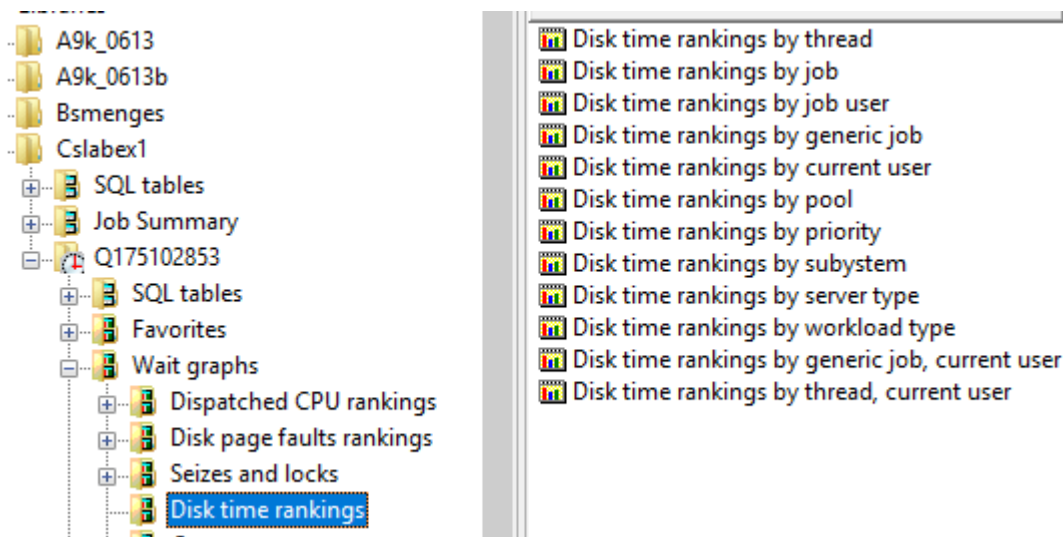 A9k_0613
A9k_0613b
Bsmenges
Cslabex1
SQL tables
Job Summary
Q175102853
SQL tables
Favorites
Wait graphs
Dispatched CPU rankings
Disk page faults rankings
Seizes and locks
Disk time rankings
Disk time rankings by thread
Disk time rankings by job
Disk time rankings by job user
Disk time rankings by generic job
Disk time rankings by current user
Disk time rankings by pool
Disk time rankings by priority
Disk time rankings by subystem
Disk time rankings by server type
Disk time rankings by workload type
Disk time rankings by generic job, current user
Disk time rankings by thread, current user